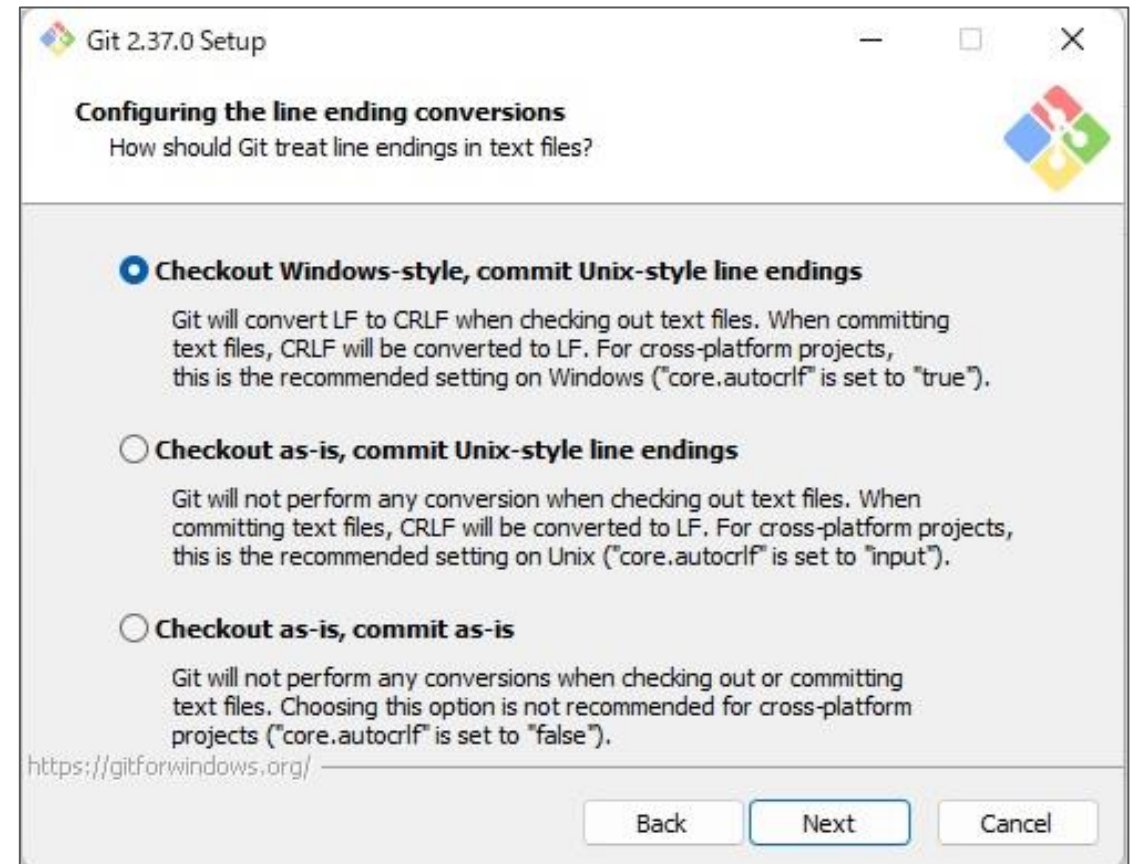 Git 2.37.0 Setup
Configuring the line ending conversions
How should Git treat line endings in text files?
Checkout Windows-style, commit Unix-style line endings
Git will convert LF to CRLF when checking out text files. When committing
text files, CRLF will be converted to LF. For cross-platform projects,
this is the recommended setting on Windows ("core.autocrlf" is set to "true").
Checkout as-is, commit Unix-style line endings
Git will not perform any conversion when checking out text files. When
committing text files, CRLF will be converted to LF. For cross-platform projects,
this is the recommended setting on Unix ("core.autocrlf" is set to "input").
Checkout as-is, commit as-is
Git will not perform any conversions when checking out or committing
text files. Choosing this option is not recommended for cross-platform
projects ("core.autocrlf" is set to "false").
https://gitforwindows.org/
Back Next Cancel